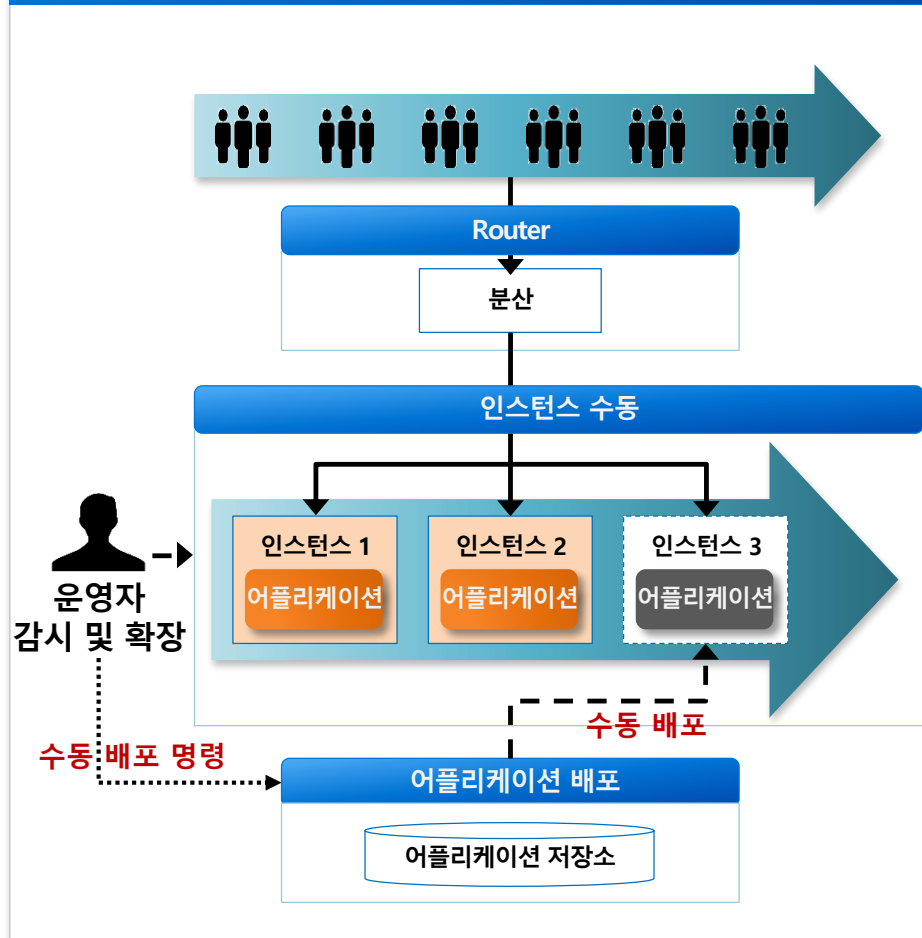 Router
분산
인스턴스 수동
인스턴스 1
인스턴스 2
인스턴스 3
어플리케이션
어플리케이션
어플리케이션
운영자
감시 및 확장
수동 배포
수동 배포 명령
어플리케이션 배포
어플리케이션 저장소